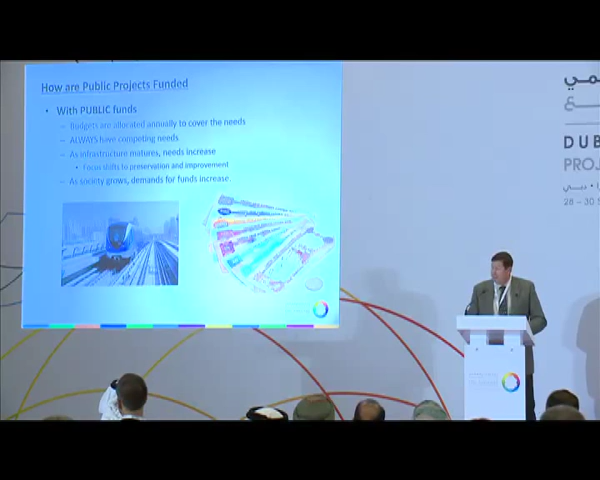 How are Public Projects Funded
• With PUBLIC funds
– Budgets are allocated annually to cover the needs
– ALWAYS have competing needs
– As infrastructure matures, needs increase
• Focus shifts to preservation and improvement
– As society grows, demands for funds increase.
DUB
PROJ
28 – 30 S